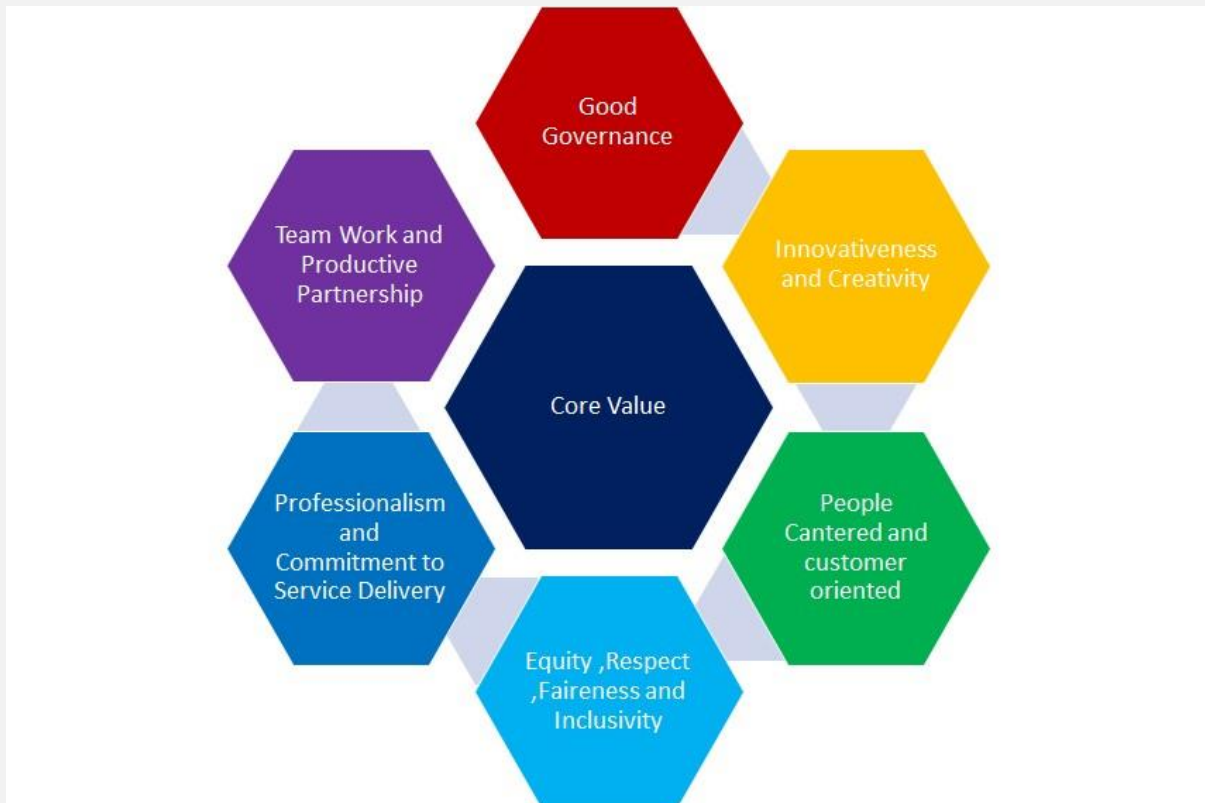 Good
Governance
Innovativeness
and Creativity
People
Cantered and
customer
oriented
Equity ,Respect
,Faireness and
Inclusivity
Professionalism
and
Commitment to
Service Delivery
Team Work and
Productive
Partnership
Core Value